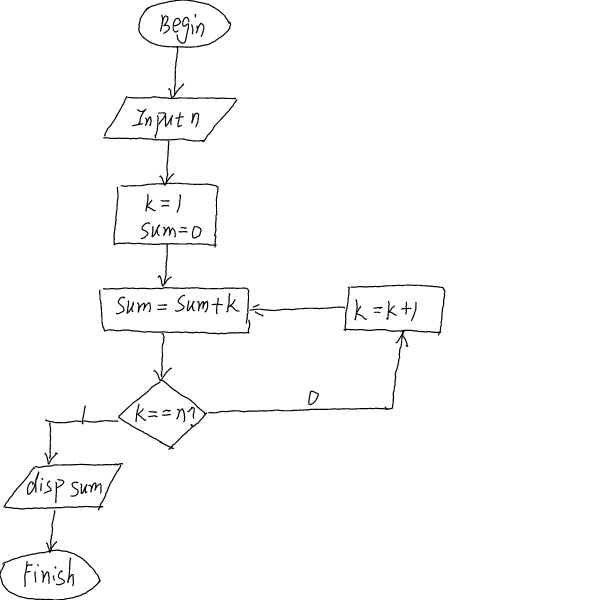 Begin
Input n
k=1
sum=0
sum=sum+k
k=k+1
k==n?
0
1
disp sum
Finish